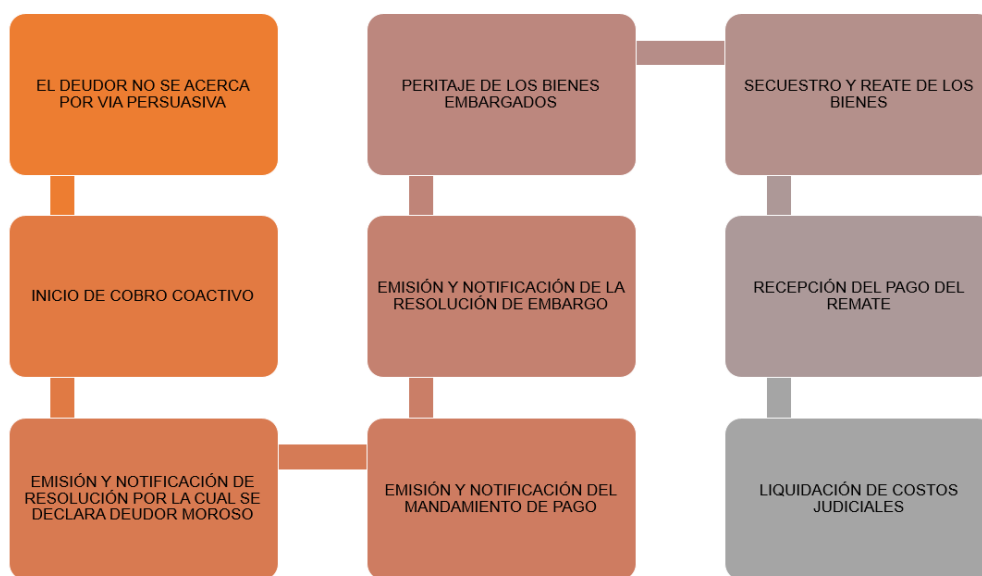 EL DEUDOR NO SE ACERCA
POR VIA PERSUASIVA
INICIO DE COBRO COACTIVO
EMISIÓN Y NOTIFICACIÓN DE
RESOLUCIÓN POR LA CUAL SE
DECLARA DEUDOR MOROSO
EMISIÓN Y NOTIFICACIÓN DEL
MANDAMIENTO DE PAGO
EMISIÓN Y NOTIFICACIÓN DE LA
RESOLUCIÓN DE EMBARGO
PERITAJE DE LOS BIENES
EMBARGADOS
SECUESTRO Y REATE DE LOS
BIENES
RECEPCIÓN DEL PAGO DEL
REMATE
LIQUIDACIÓN DE COSTOS
JUDICIALES